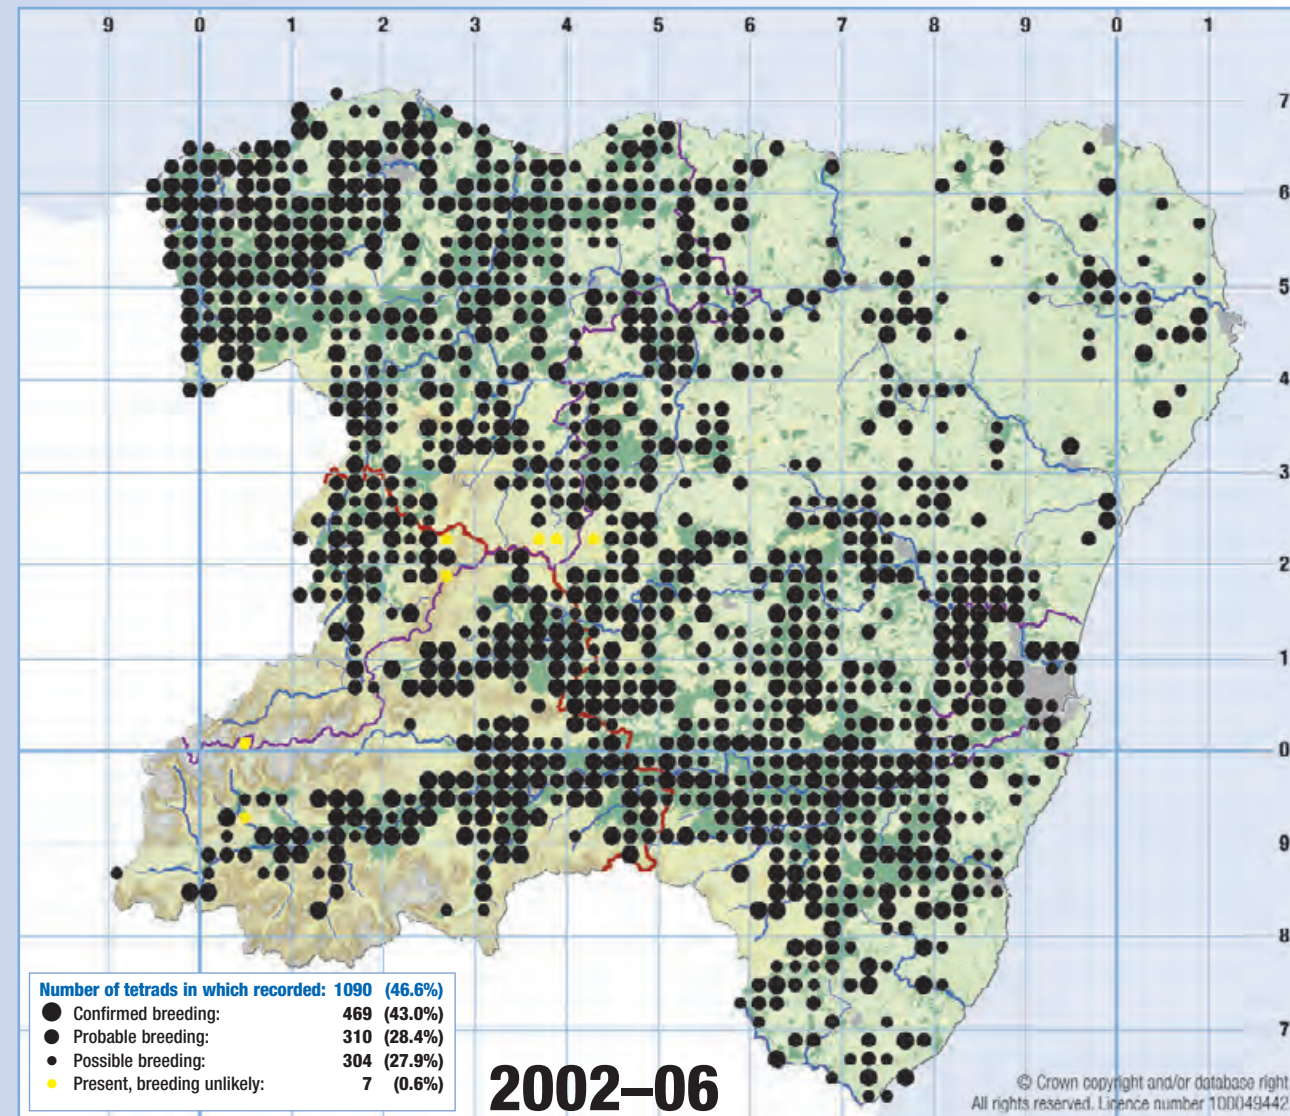 9 0 1 2 3 4 5 6 7 8 9 0 1
7
6
5
4
3
2
1
0
9
8
7
Number of tetrads in which recorded: 1090 (46.6%)
Confirmed breeding: 469 (43.0%)
Probable breeding: 310 (28.4%)
Possible breeding: 304 (27.9%)
Present, breeding unlikely: 7 (0.6%)
2002–06
© Crown copyright and/or database right
All rights reserved. Licence number 100049442